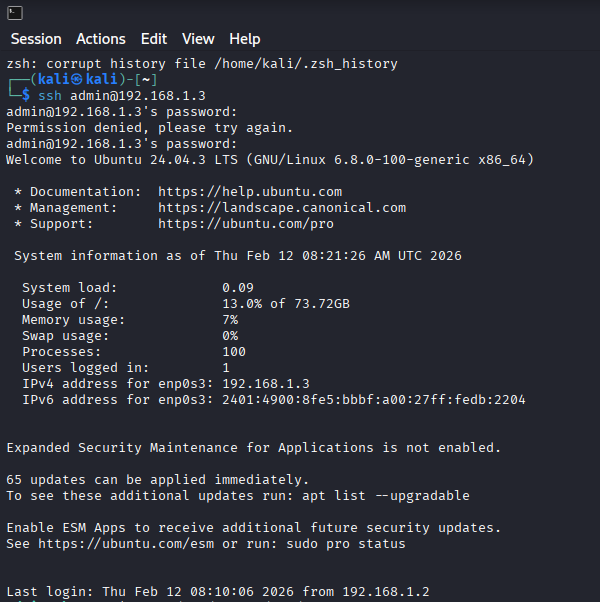 Session Actions Edit View Help
zsh: corrupt history file /home/kali/.zsh_history
┌──(kali㉿kali)-[~]
└─$ ssh admin@192.168.1.3
admin@192.168.1.3's password:
Permission denied, please try again.
admin@192.168.1.3's password:
Welcome to Ubuntu 24.04.3 LTS (GNU/Linux 6.8.0-100-generic x86_64)
* Documentation: https://help.ubuntu.com
* Management: https://landscape.canonical.com
* Support: https://ubuntu.com/pro
System information as of Thu Feb 12 08:21:26 AM UTC 2026
System load: 0.09
Usage of /: 13.0% of 73.72GB
Memory usage: 7%
Swap usage: 0%
Processes: 100
Users logged in: 1
IPv4 address for enp0s3: 192.168.1.3
IPv6 address for enp0s3: 2401:4900:8fe5:bbbf:a00:27ff:fedb:2204
Expanded Security Maintenance for Applications is not enabled.
65 updates can be applied immediately.
To see these additional updates run: apt list --upgradable
Enable ESM Apps to receive additional future security updates.
See https://ubuntu.com/esm or run: sudo pro status
Last login: Thu Feb 12 08:10:06 2026 from 192.168.1.2